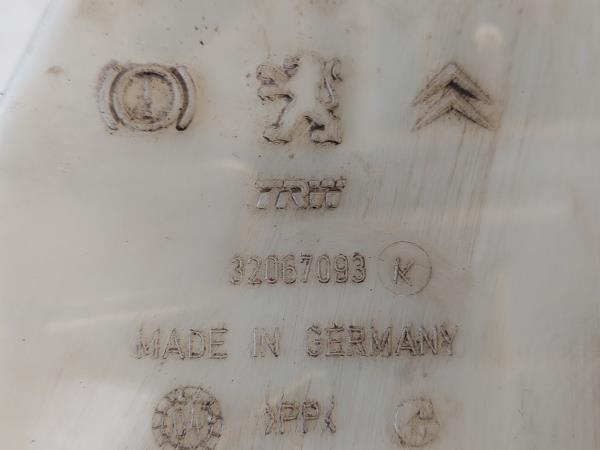 TRW
32067093 K
MADE IN GERMANY
>PP<